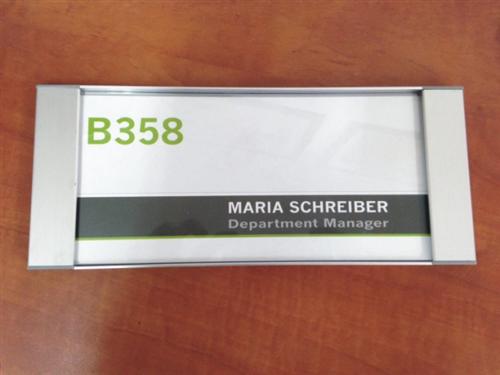 B358
MARIA SCHREIBER
Department Manager